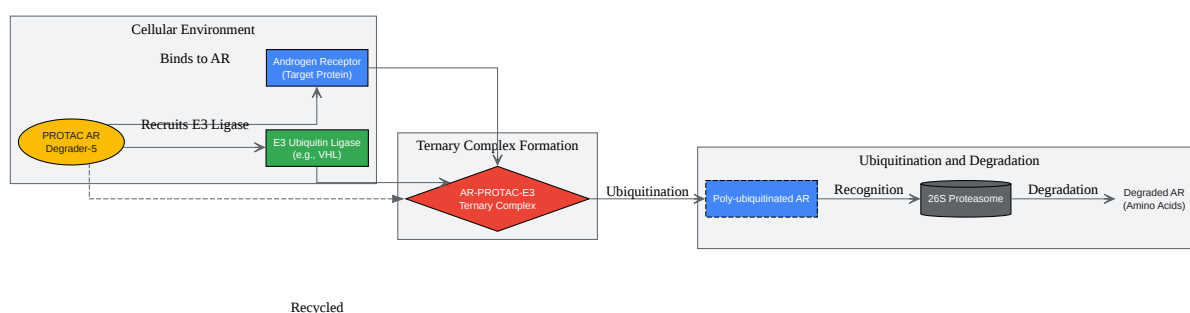 Cellular Environment
Binds to AR
Androgen Receptor
(Target Protein)
Recruits E3 Ligase
PROTAC AR
Degrader-5
E3 Ubiquitin Ligase
(e.g., VHL)
Ternary Complex Formation
AR-PROTAC-E3
Ternary Complex
Ubiquitination
Ubiquitination and Degradation
Poly-ubiquitinated AR
Recognition
26S Proteasome
Degradation
Degraded AR
(Amino Acids)
Recycled